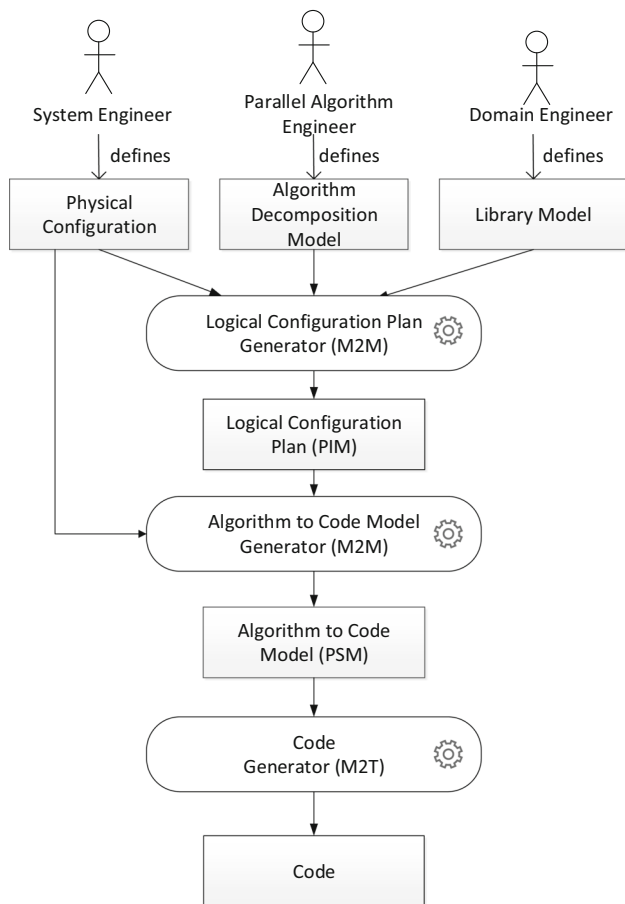 System Engineer
Parallel Algorithm
Engineer
Domain Engineer
defines
defines
defines
Physical
Configuration
Algorithm
Decomposition
Model
Library Model
Logical Configuration Plan
Generator (M2M)
Logical Configuration
Plan (PIM)
Algorithm to Code Model
Generator (M2M)
Algorithm to Code
Model (PSM)
Code
Generator (M2T)
Code